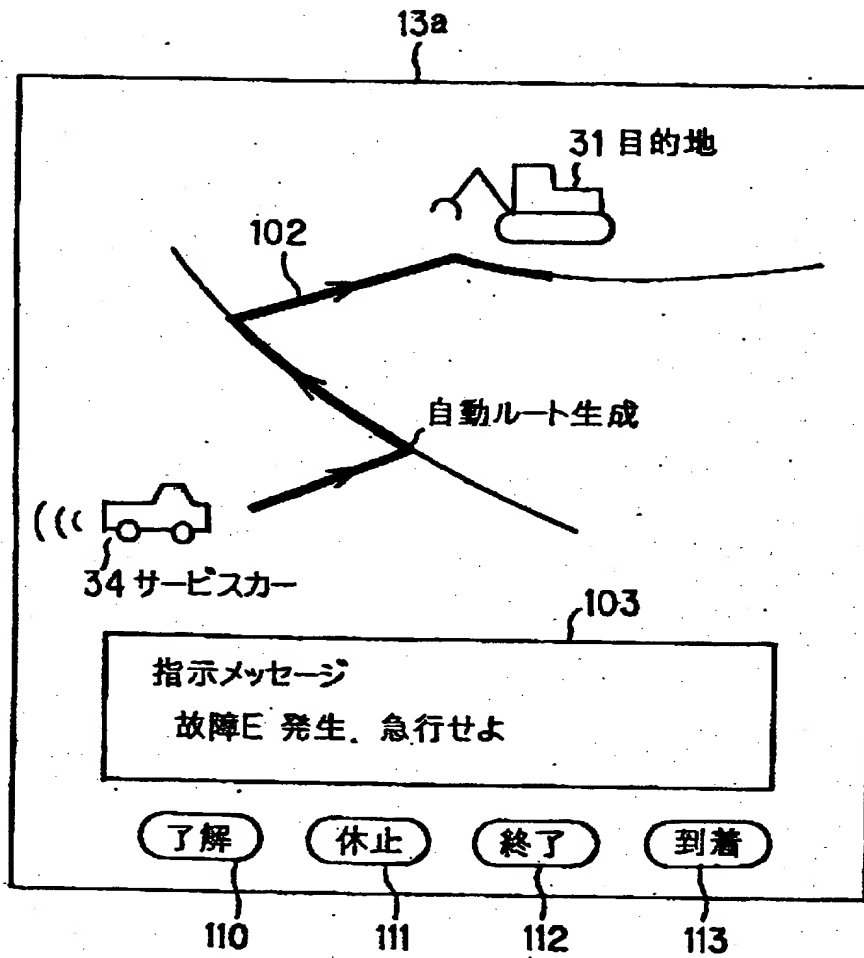 13a
31 目的地
102
自動ルート生成
34 サービスカー
103
指示メッセージ
故障E 発生、急行せよ
了解
休止
終了
到着
110
111
112
113